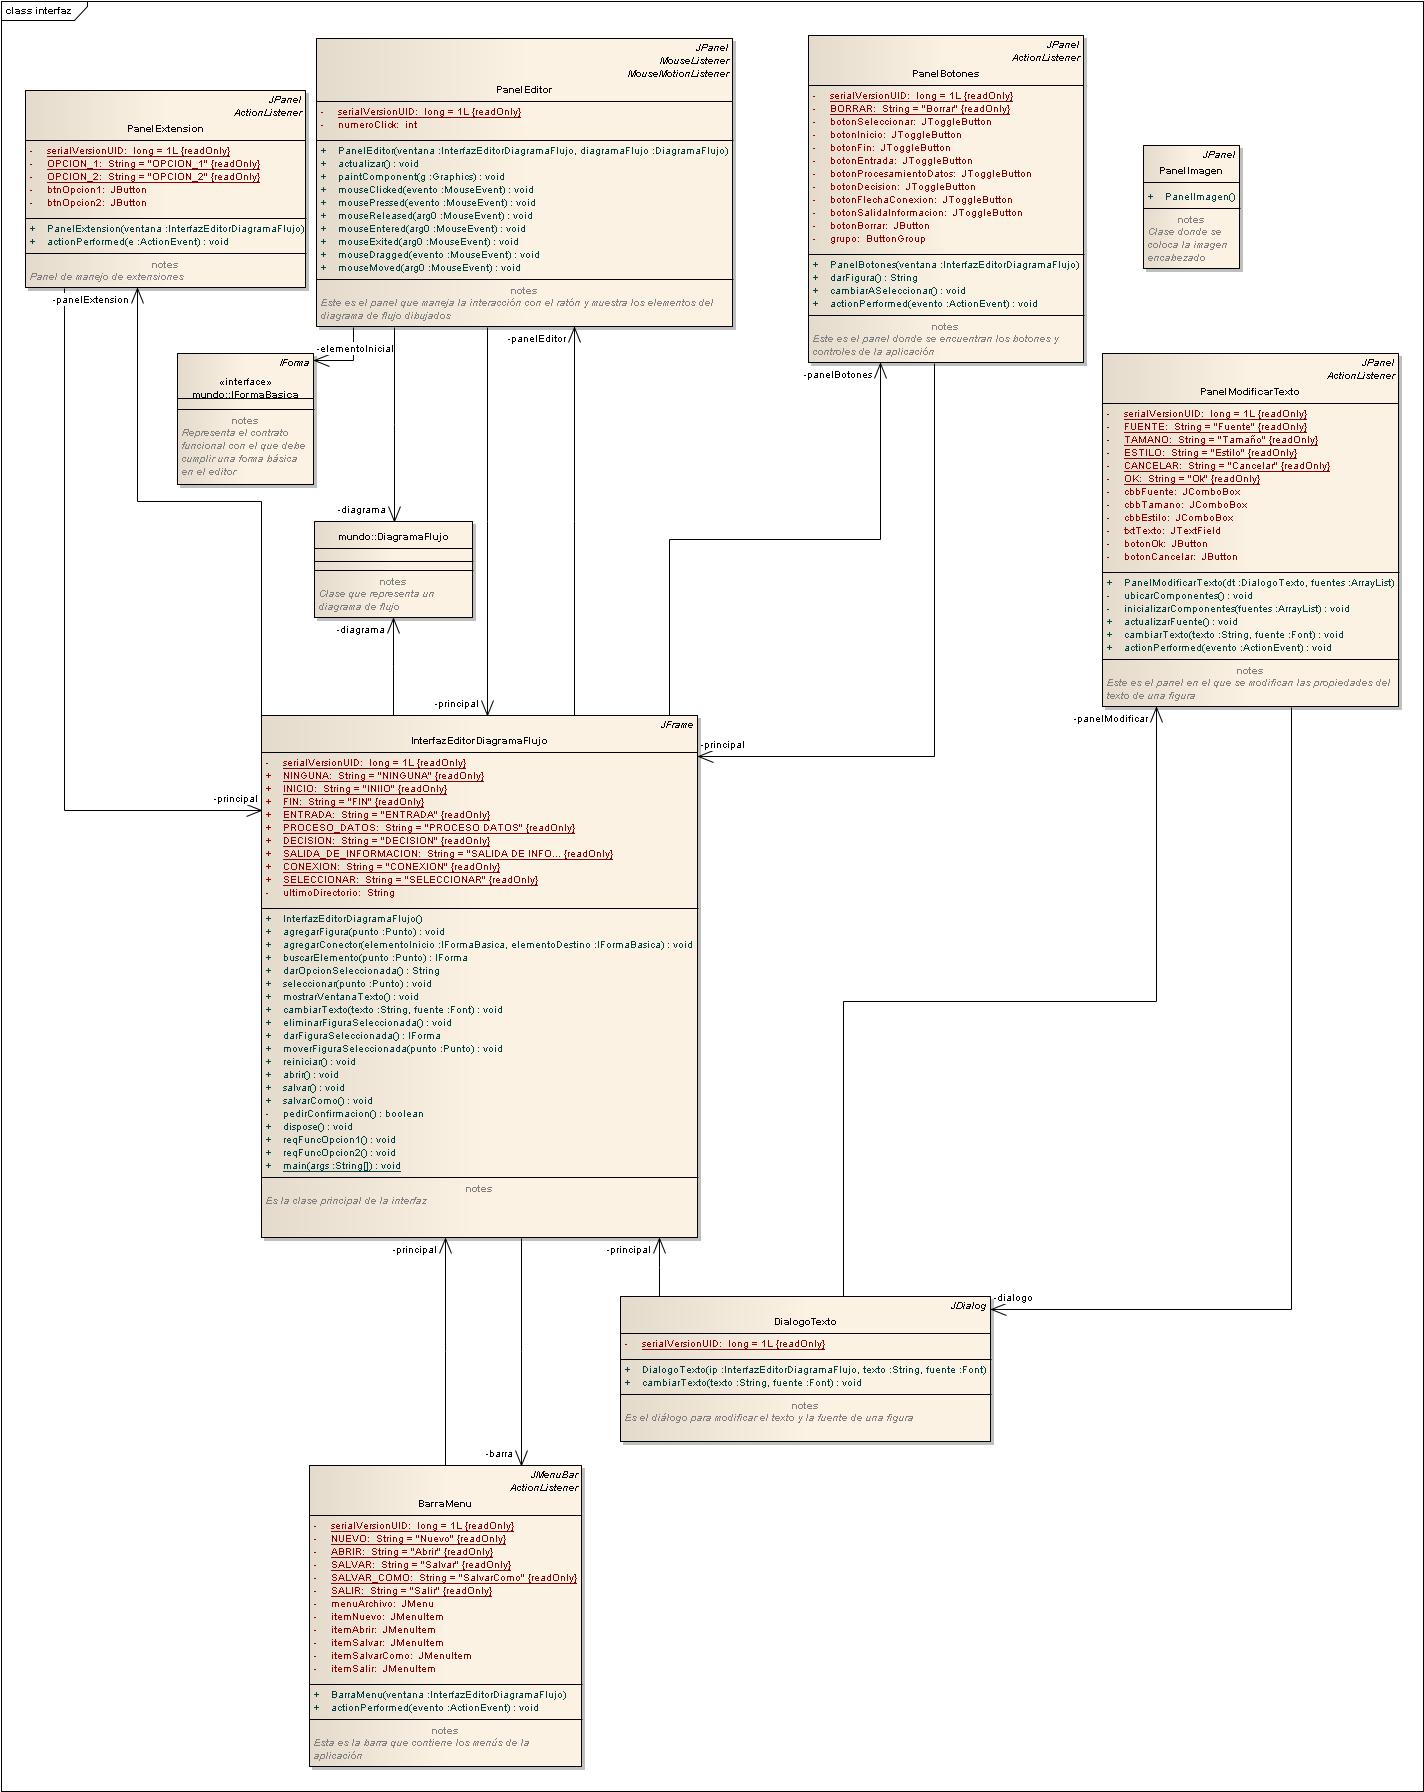 class interfaz
JPanel
ActionListener
PanelExtension
- serialVersionUID: long = 1L {readOnly}
- OPCION_1: String = "OPCION_1" {readOnly}
- OPCION_2: String = "OPCION_2" {readOnly}
- btnOpcion1: JButton
- btnOpcion2: JButton
+ PanelExtension(ventana :InterfazEditorDiagramaFlujo)
+ actionPerformed(e :ActionEvent) : void
notes
Panel de manejo de extensiones
JPanel
MouseListener
MouseMotionListener
PanelEditor
- serialVersionUID: long = 1L {readOnly}
- numeroClick: int
+ PanelEditor(ventana :InterfazEditorDiagramaFlujo, diagramaFlujo :DiagramaFlujo)
+ actualizar() : void
+ paintComponent(g :Graphics) : void
+ mouseClicked(evento :MouseEvent) : void
+ mousePressed(evento :MouseEvent) : void
+ mouseReleased(arg0 :MouseEvent) : void
+ mouseEntered(arg0 :MouseEvent) : void
+ mouseExited(arg0 :MouseEvent) : void
+ mouseDragged(evento :MouseEvent) : void
+ mouseMoved(arg0 :MouseEvent) : void
notes
Este es el panel que maneja la interacción con el ratón y muestra los elementos del
diagrama de flujo dibujados
JPanel
ActionListener
PanelBotones
- serialVersionUID: long = 1L {readOnly}
- BORRAR: String = "Borrar" {readOnly}
- botonSeleccionar: JToggleButton
- botonInicio: JToggleButton
- botonFin: JToggleButton
- botonEntrada: JToggleButton
- botonProcesamientoDatos: JToggleButton
- botonDecision: JToggleButton
- botonFlechaConexion: JToggleButton
- botonSalidaInformacion: JToggleButton
- botonBorrar: JButton
- grupo: ButtonGroup
+ PanelBotones(ventana :InterfazEditorDiagramaFlujo)
+ darFigura() : String
+ cambiarASeleccionar() : void
+ actionPerformed(evento :ActionEvent) : void
notes
Este es el panel donde se encuentran los botones y
controles de la aplicación
JPanel
PanelImagen
+ PanelImagen()
notes
Clase donde se
coloca la imagen
encabezado
-panelExtension
-elementoInicial
-panelEditor
-panelBotones
IForma
«interface»
mundo::IFormaBasica
notes
Representa el contrato
funcional con el que debe
cumplir una forma básica
en el editor
JPanel
ActionListener
PanelModificarTexto
- serialVersionUID: long = 1L {readOnly}
- FUENTE: String = "Fuente" {readOnly}
- TAMANO: String = "Tamaño" {readOnly}
- ESTILO: String = "Estilo" {readOnly}
- CANCELAR: String = "Cancelar" {readOnly}
- OK: String = "Ok" {readOnly}
- cbbFuente: JComboBox
- cbbTamano: JComboBox
- cbbEstilo: JComboBox
- txtTexto: JTextField
- botonOk: JButton
- botonCancelar: JButton
+ PanelModificarTexto(dt :DialogoTexto, fuentes :ArrayList)
- ubicarComponentes() : void
- inicializarComponentes(fuentes :ArrayList) : void
+ actualizarFuente() : void
+ cambiarTexto(texto :String, fuente :Font) : void
+ actionPerformed(evento :ActionEvent) : void
notes
Este es el panel en el que se modifican las propiedades del
texto de una figura
-diagrama
mundo::DiagramaFlujo
notes
Clase que representa un
diagrama de flujo
-diagrama
-principal
-principal
-principal
-panelModificar
JFrame
InterfazEditorDiagramaFlujo
- serialVersionUID: long = 1L {readOnly}
+ NINGUNA: String = "NINGUNA" {readOnly}
+ INICIO: String = "INIIO" {readOnly}
+ FIN: String = "FIN" {readOnly}
+ ENTRADA: String = "ENTRADA" {readOnly}
+ PROCESO_DATOS: String = "PROCESO DATOS" {readOnly}
+ DECISION: String = "DECISION" {readOnly}
+ SALIDA_DE_INFORMACION: String = "SALIDA DE INFO... {readOnly}
+ CONEXION: String = "CONEXION" {readOnly}
+ SELECCIONAR: String = "SELECCIONAR" {readOnly}
- ultimoDirectorio: String
+ InterfazEditorDiagramaFlujo()
+ agregarFigura(punto :Punto) : void
+ agregarConector(elementoInicio :IFormaBasica, elementoDestino :IFormaBasica) : void
+ buscarElemento(punto :Punto) : IForma
+ darOpcionSeleccionada() : String
+ seleccionar(punto :Punto) : void
+ mostrarVentanaTexto() : void
+ cambiarTexto(texto :String, fuente :Font) : void
+ eliminarFiguraSeleccionada() : void
+ darFiguraSeleccionada() : IForma
+ moverFiguraSeleccionada(punto :Punto) : void
+ reiniciar() : void
+ abrir() : void
+ salvar() : void
+ salvarComo() : void
- pedirConfirmacion() : boolean
+ dispose() : void
+ reqFuncOpcion1() : void
+ reqFuncOpcion2() : void
+ main(args :String[]) : void
notes
Es la clase principal de la interfaz
-principal
-principal
-dialogo
JDialog
DialogoTexto
- serialVersionUID: long = 1L {readOnly}
+ DialogoTexto(ip :InterfazEditorDiagramaFlujo, texto :String, fuente :Font)
+ cambiarTexto(texto :String, fuente :Font) : void
notes
Es el diálogo para modificar el texto y la fuente de una figura
-barra
JMenuBar
ActionListener
BarraMenu
- serialVersionUID: long = 1L {readOnly}
- NUEVO: String = "Nuevo" {readOnly}
- ABRIR: String = "Abrir" {readOnly}
- SALVAR: String = "Salvar" {readOnly}
- SALVAR_COMO: String = "SalvarComo" {readOnly}
- SALIR: String = "Salir" {readOnly}
- menuArchivo: JMenu
- itemNuevo: JMenuItem
- itemAbrir: JMenuItem
- itemSalvar: JMenuItem
- itemSalvarComo: JMenuItem
- itemSalir: JMenuItem
+ BarraMenu(ventana :InterfazEditorDiagramaFlujo)
+ actionPerformed(evento :ActionEvent) : void
notes
Esta es la barra que contiene los menús de la
aplicación